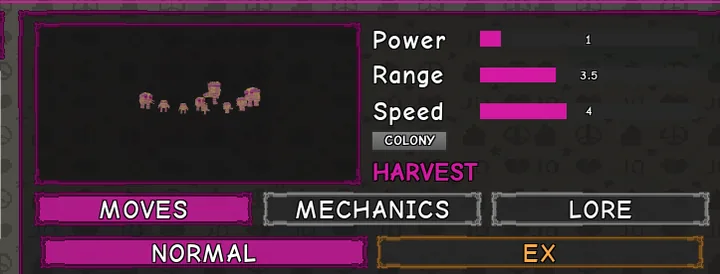 Power 1
Range 3.5
Speed 4
COLONY
HARVEST
MOVES MECHANICS LORE
NORMAL EX